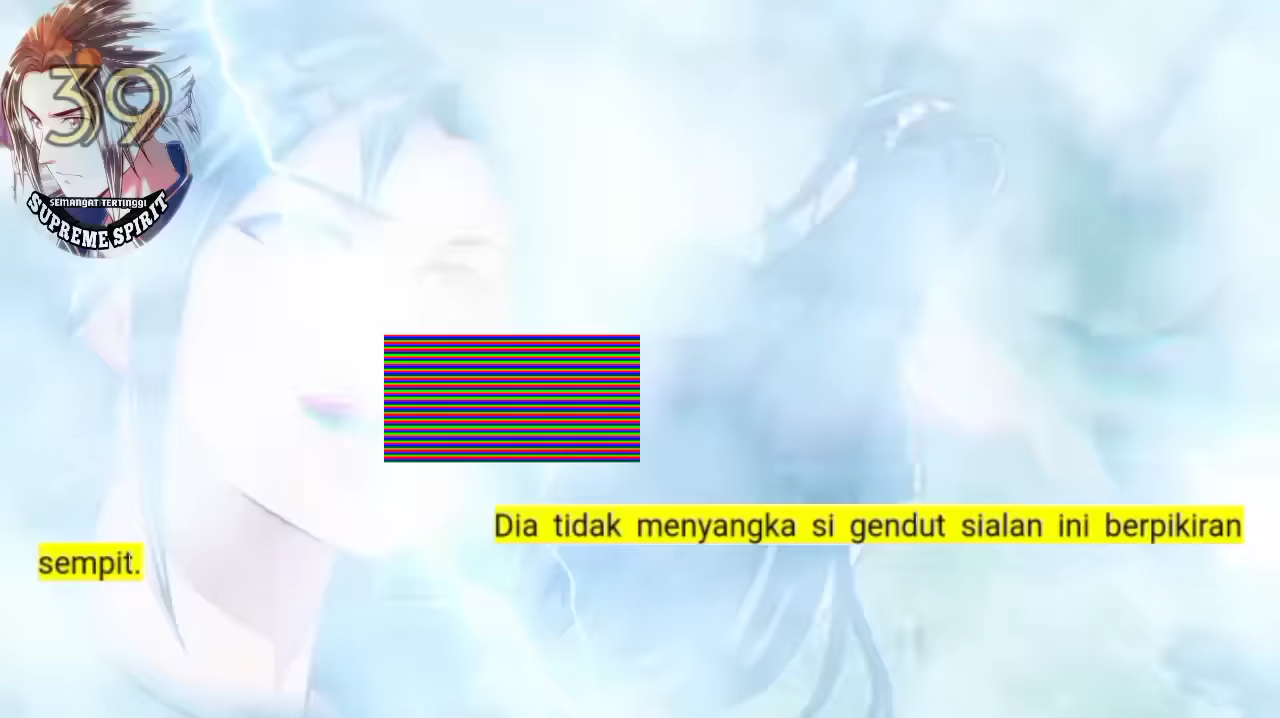 39
SEMANGAT TERTINGGI
SUPREME SPIRIT
Dia tidak menyangka si gendut sialan ini berpikiran
sempit.